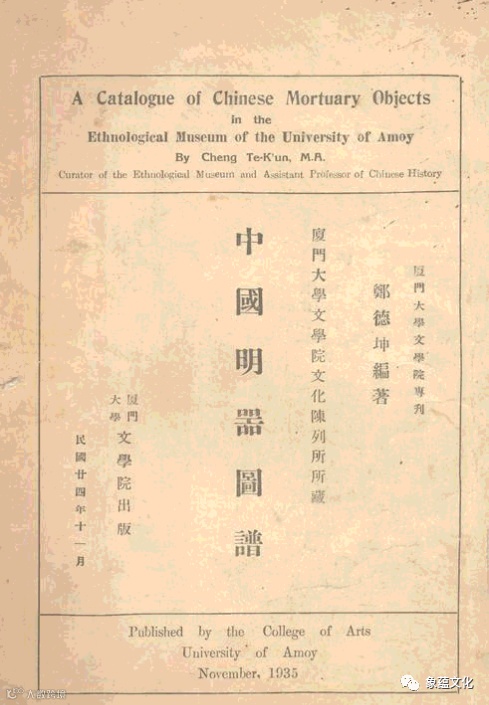 A Catalogue of Chinese Mortuary Objects
in the
Ethnological Museum of the University of Amoy
By Cheng Te-K'un, M.A.
Curator of the Ethnological Museum and Assistant Professor of Chinese History
廈門大學文學院專刊
鄭德坤編著
廈門大學文學院文化陳列所所藏
中國明器圖譜
廈門大學文學院出版
民國廿四年十一月
Published by the College of Arts
University of Amoy
November, 1935
象蕴文化